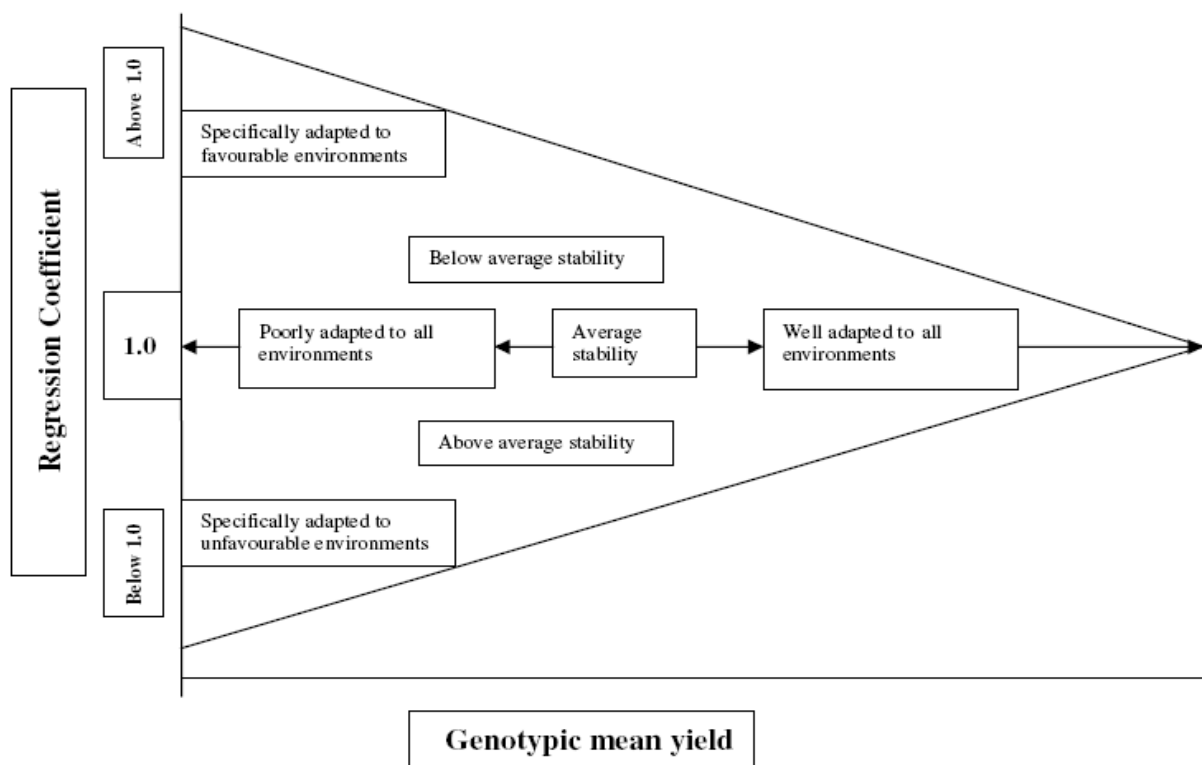 Regression Coefficient
Above 1.0
Specifically adapted to
favourable environments
Below average stability
1.0
Poorly adapted to all
environments
Average
stability
Well adapted to all
environments
Above average stability
Below 1.0
Specifically adapted to
unfavourable environments
Genotypic mean yield